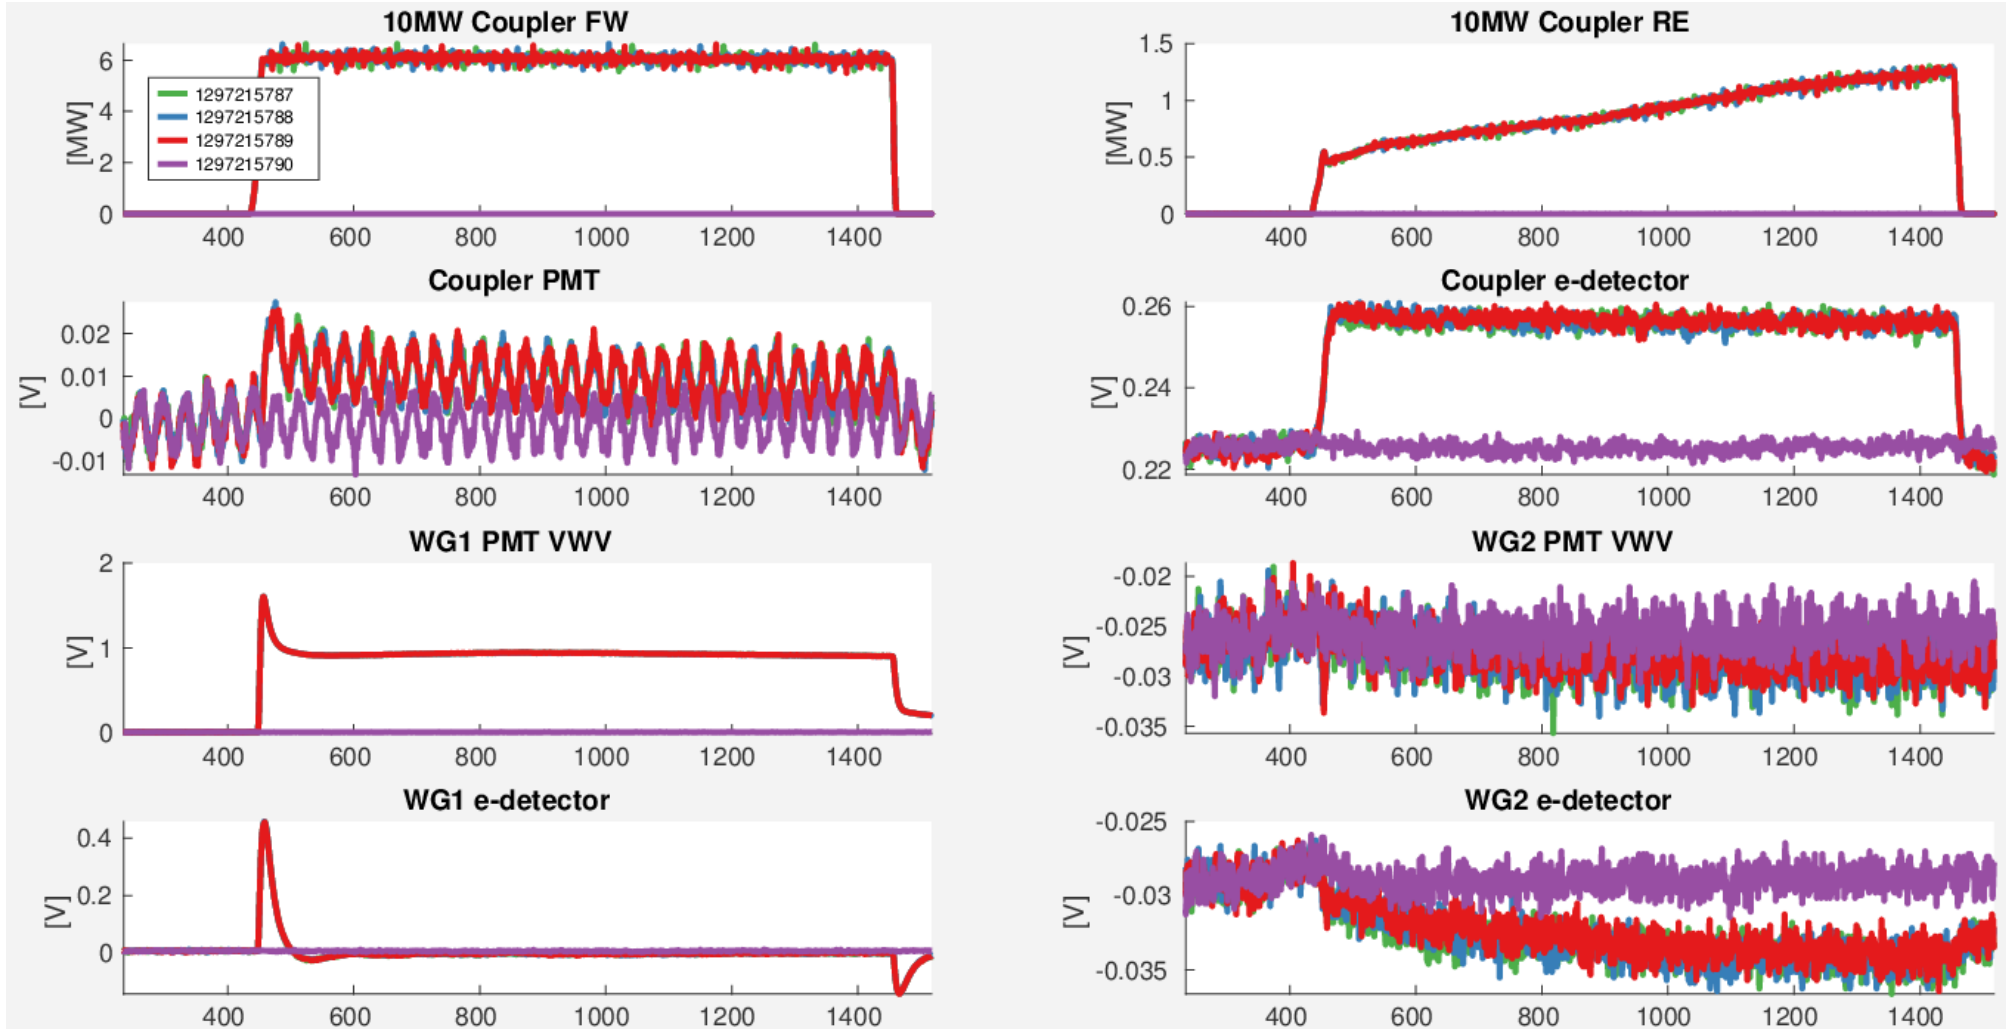 10MW Coupler FW
6
4
2
0
[MW]
1297215787
1297215788
1297215789
1297215790
400 600 800 1000 1200 1400
10MW Coupler RE
1.5
1
0.5
0
[MW]
400 600 800 1000 1200 1400
Coupler PMT
0.02
0.01
0
-0.01
[V]
400 600 800 1000 1200 1400
Coupler e-detector
0.26
0.24
0.22
[V]
400 600 800 1000 1200 1400
WG1 PMT VWV
2
1
0
[V]
400 600 800 1000 1200 1400
WG2 PMT VWV
-0.02
-0.025
-0.03
-0.035
[V]
400 600 800 1000 1200 1400
WG1 e-detector
0.4
0.2
0
[V]
400 600 800 1000 1200 1400
WG2 e-detector
-0.025
-0.03
-0.035
[V]
400 600 800 1000 1200 1400